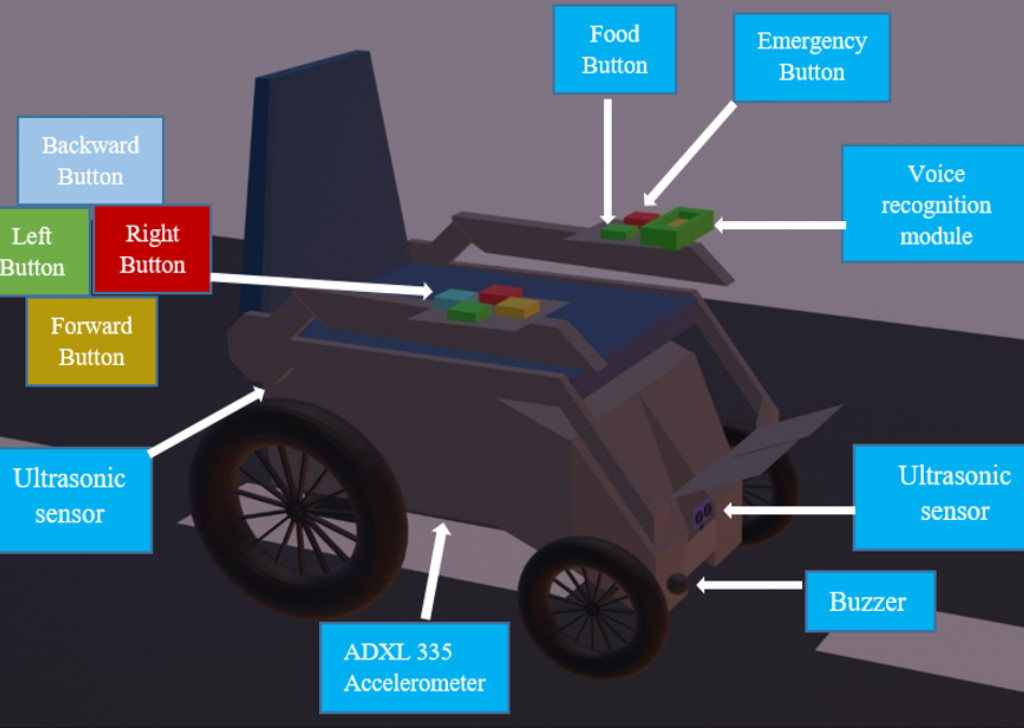 Food
Button
Emergency
Button
Backward
Button
Voice
recognition
module
Left
Button
Right
Button
Forward
Button
Ultrasonic
sensor
Ultrasonic
sensor
Buzzer
ADXL 335
Accelerometer